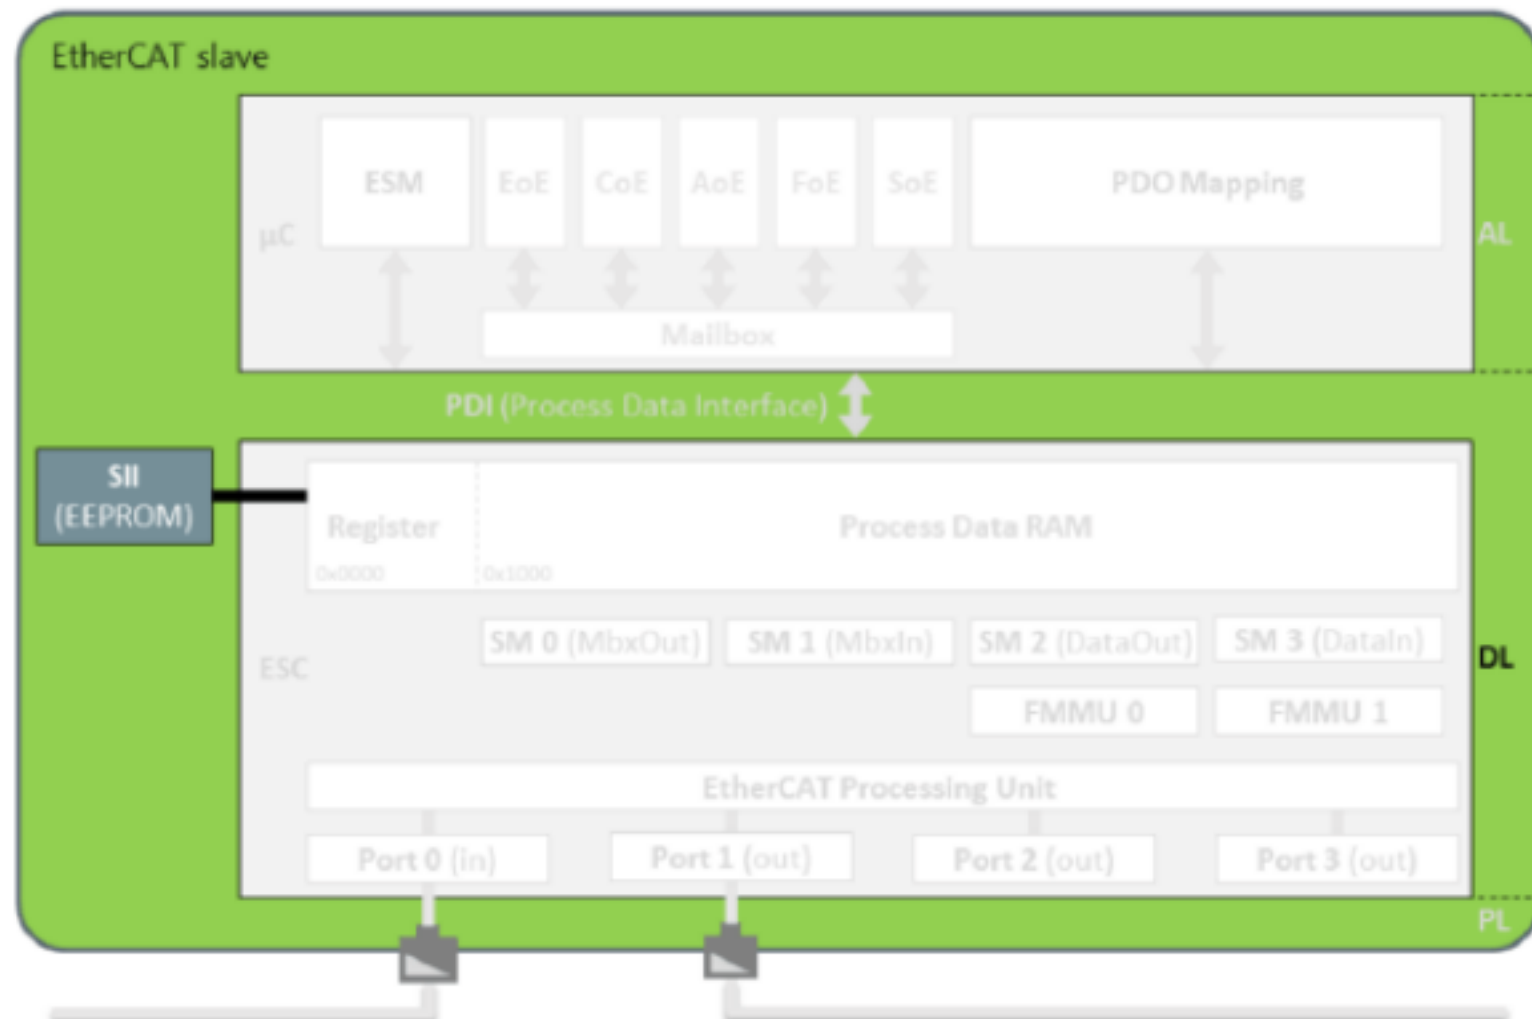 EtherCAT slave
ESM
EoE
CoE
AoE
FoE
SoE
PDO Mapping
µC
AL
Mailbox
PDI (Process Data Interface)
SII
(EEPROM)
Register
Process Data RAM
0x0000
0x1000
SM 0 (MbxOut)
SM 1 (MbxIn)
SM 2 (DataOut)
SM 3 (DataIn)
ESC
DL
FMMU 0
FMMU 1
EtherCAT Processing Unit
Port 0 (in)
Port 1 (out)
Port 2 (out)
Port 3 (out)
PL